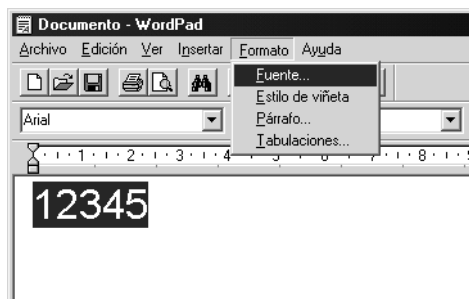 Documento - WordPad
Archivo Edición Ver Insertar Formato Ayuda
Fuente...
Estilo de viñeta
Párrafo...
Tabulaciones...
Arial
1 2 3 4 8
12345